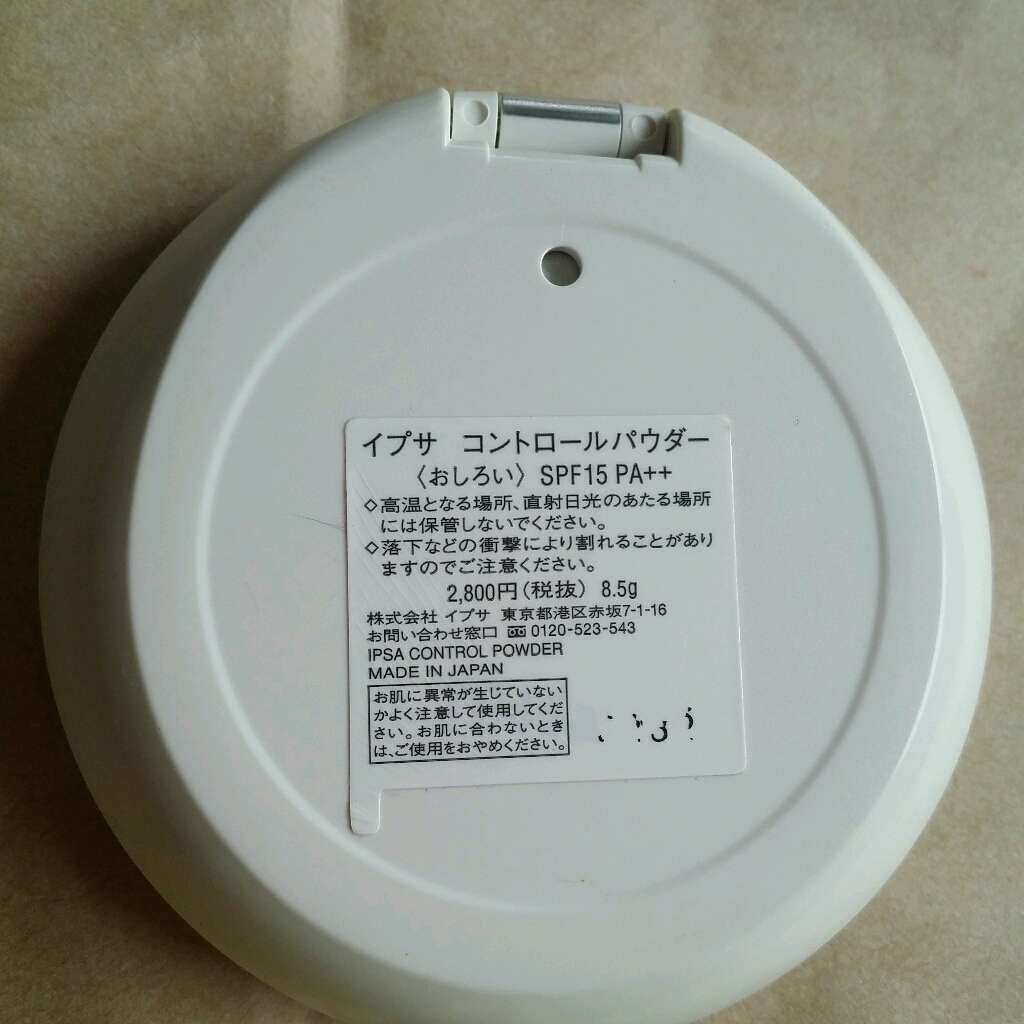 イプサ　コントロールパウダー
〈おしろい〉 SPF15 PA++
◇高温となる場所、直射日光のあたる場所
には保管しないでください。
◇落下などの衝撃により割れることがあり
ますのでご注意ください。
2,800円(税抜) 8.5g
株式会社 イプサ 東京都港区赤坂7-1-16
お問い合わせ窓口 0120-523-543
IPSA CONTROL POWDER
MADE IN JAPAN
お肌に異常が生じていない
かよく注意して使用してくだ
さい。お肌に合わないとき
は、ご使用をおやめください。